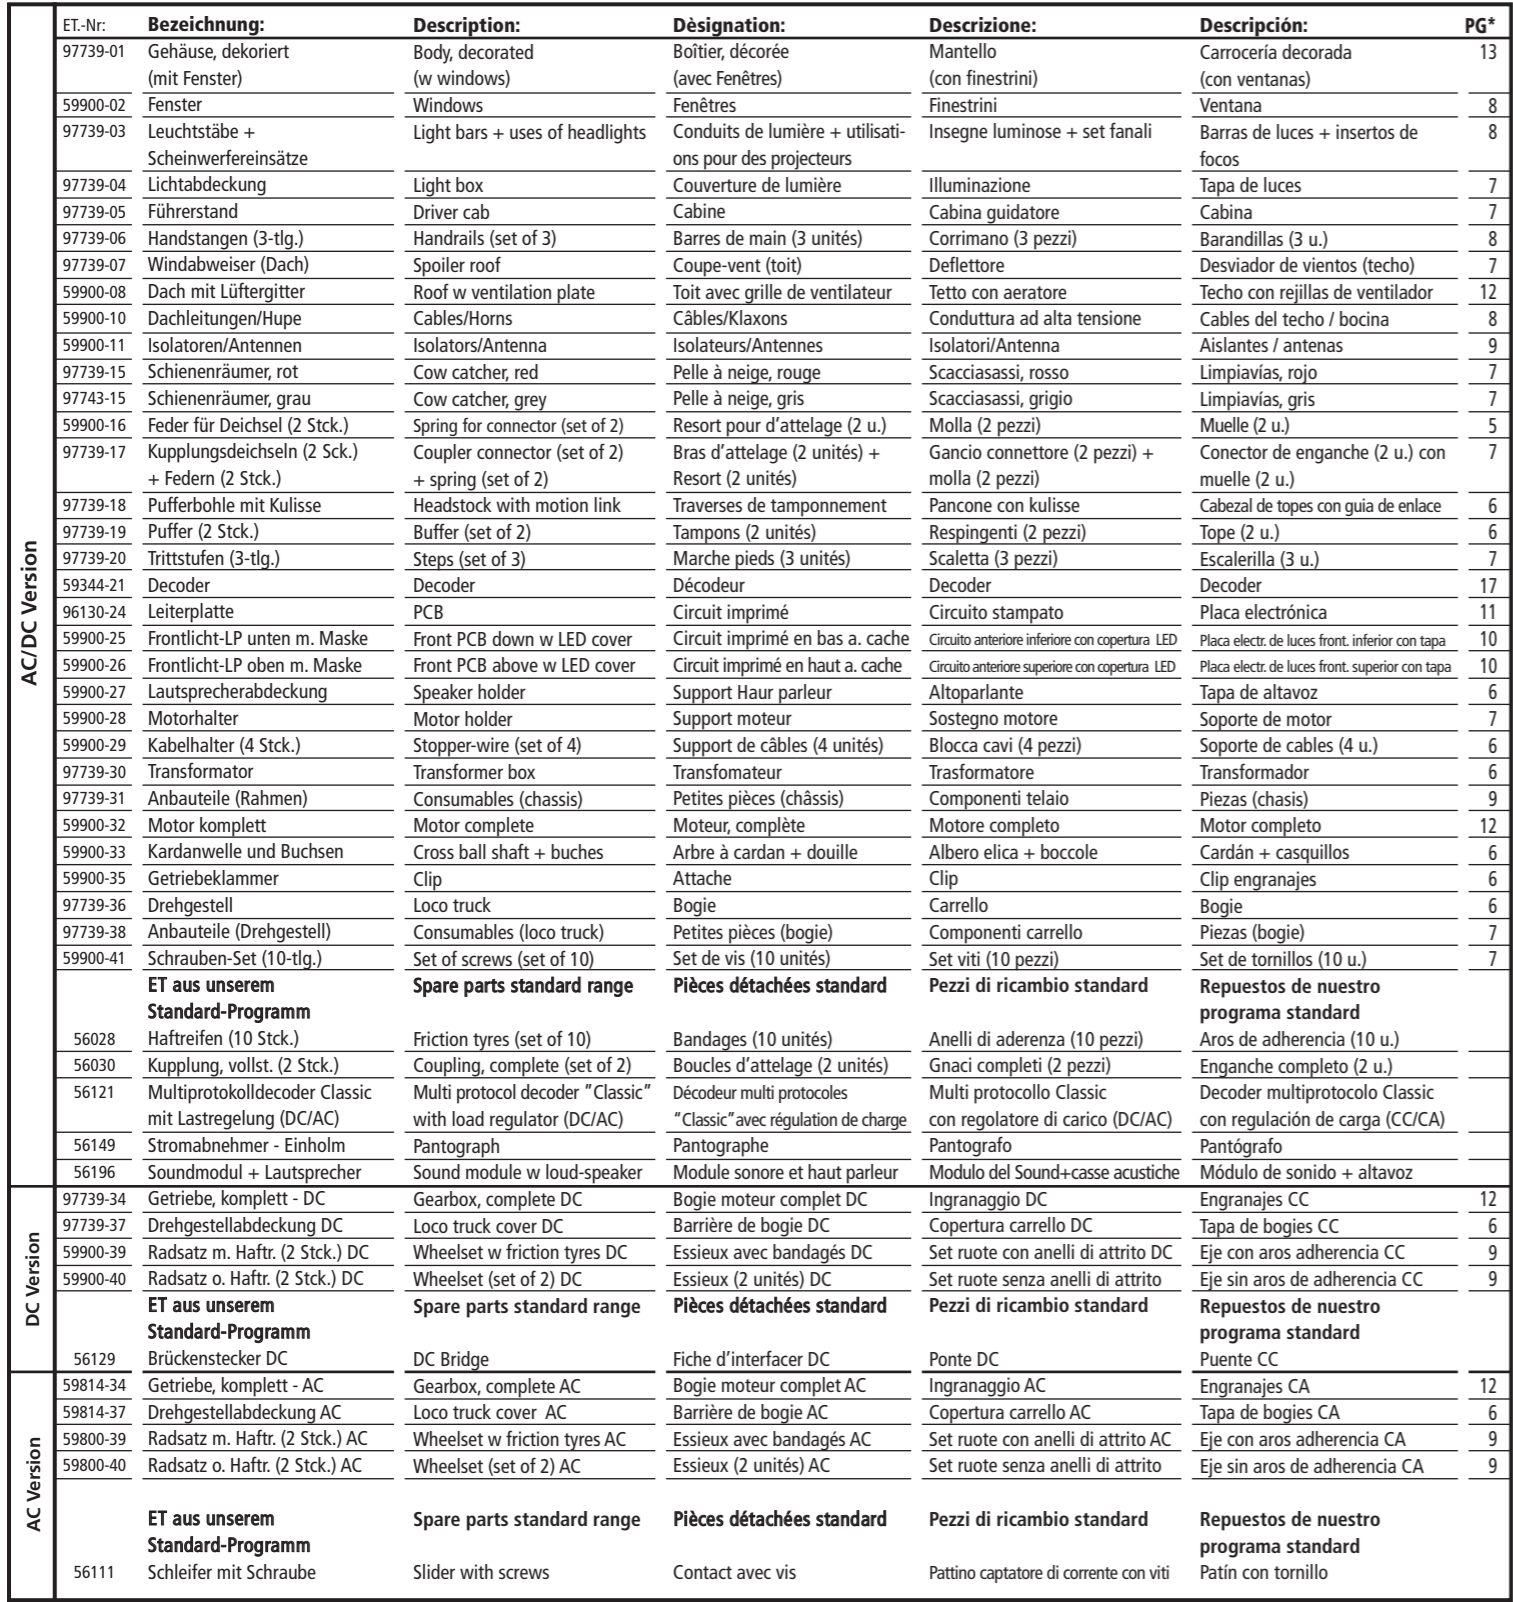 ET.-Nr: Bezeichnung: Description: Dèsignation: Descrizione: Descripción: PG*
AC/DC Version
97739-01 Gehäuse, dekoriert Body, decorated Boîtier, décorée Mantello Carrocería decorada 13
(mit Fenster) (w windows) (avec Fenêtres) (con finestrini) (con ventanas)
59900-02 Fenster Windows Fenêtres Finestrini Ventana 8
97739-03 Leuchtstäbe + Light bars + uses of headlights Conduits de lumière + utilisati- Insegne luminose + set fanali Barras de luces + insertos de 8
Scheinwerfereinsätze ons pour des projecteurs focos
97739-04 Lichtabdeckung Light box Couverture de lumière Illuminazione Tapa de luces 7
97739-05 Führerstand Driver cab Cabine Cabina guidatore Cabina 7
97739-06 Handstangen (3-tlg.) Handrails (set of 3) Barres de main (3 unités) Corrimano (3 pezzi) Barandillas (3 u.) 8
97739-07 Windabweiser (Dach) Spoiler roof Coupe-vent (toit) Deflettore Desviador de vientos (techo) 7
59900-08 Dach mit Lüftergitter Roof w ventilation plate Toit avec grille de ventilateur Tetto con aeratore Techo con rejillas de ventilador 12
59900-10 Dachleitungen/Hupe Cables/Horns Câbles/Klaxons Conduttura ad alta tensione Cables del techo / bocina 8
59900-11 Isolatoren/Antennen Isolators/Antenna Isolateurs/Antennes Isolatori/Antenna Aislantes / antenas 9
97739-15 Schienenräumer, rot Cow catcher, red Pelle à neige, rouge Scacciasassi, rosso Limpiavías, rojo 7
97743-15 Schienenräumer, grau Cow catcher, grey Pelle à neige, gris Scacciasassi, grigio Limpiavías, gris 7
59900-16 Feder für Deichsel (2 Stck.) Spring for connector (set of 2) Resort pour d'attelage (2 u.) Molla (2 pezzi) Muelle (2 u.) 5
97739-17 Kupplungsdeichseln (2 Sck.) Coupler connector (set of 2) Bras d'attelage (2 unités) + Gancio connettore (2 pezzi) + Conector de enganche (2 u.) con 7
+ Federn (2 Stck.) + spring (set of 2) Resort (2 unités) molla (2 pezzi) muelle (2 u.)
97739-18 Pufferbohle mit Kulisse Headstock with motion link Traverses de tamponnement Pancone con kulisse Cabezal de topes con guia de enlace 6
97739-19 Puffer (2 Stck.) Buffer (set of 2) Tampons (2 unités) Respingenti (2 pezzi) Tope (2 u.) 6
97739-20 Trittstufen (3-tlg.) Steps (set of 3) Marche pieds (3 unités) Scaletta (3 pezzi) Escalerilla (3 u.) 7
59344-21 Decoder Decoder Décodeur Decoder Decoder 17
96130-24 Leiterplatte PCB Circuit imprimé Circuito stampato Placa electrónica 11
59900-25 Frontlicht-LP unten m. Maske Front PCB down w LED cover Circuit imprimé en bas a. cache Circuito anteriore inferiore con copertura LED Placa electr. de luces front. inferior con tapa 10
59900-26 Frontlicht-LP oben m. Maske Front PCB above w LED cover Circuit imprimé en haut a. cache Circuito anteriore superiore con copertura LED Placa electr. de luces front. superior con tapa 10
59900-27 Lautsprecherabdeckung Speaker holder Support Haur parleur Altoparlante Tapa de altavoz 6
59900-28 Motorhalter Motor holder Support moteur Sostegno motore Soporte de motor 7
59900-29 Kabelhalter (4 Stck.) Stopper-wire (set of 4) Support de câbles (4 unités) Blocca cavi (4 pezzi) Soporte de cables (4 u.) 6
97739-30 Transformator Transformer box Transfomateur Trasformatore Transformador 6
97739-31 Anbauteile (Rahmen) Consumables (chassis) Petites pièces (châssis) Componenti telaio Piezas (chasis) 9
59900-32 Motor komplett Motor complete Moteur, complète Motore completo Motor completo 12
59900-33 Kardanwelle und Buchsen Cross ball shaft + buches Arbre à cardan + douille Albero elica + boccole Cardán + casquillos 6
59900-35 Getriebeklammer Clip Attache Clip Clip engranajes 6
97739-36 Drehgestell Loco truck Bogie Carrello Bogie 6
97739-38 Anbauteile (Drehgestell) Consumables (loco truck) Petites pièces (bogie) Componenti carrello Piezas (bogie) 7
59900-41 Schrauben-Set (10-tlg.) Set of screws (set of 10) Set de vis (10 unités) Set viti (10 pezzi) Set de tornillos (10 u.) 7
ET aus unserem Spare parts standard range Pièces détachées standard Pezzi di ricambio standard Repuestos de nuestro
Standard-Programm programa standard
56028 Haftreifen (10 Stck.) Friction tyres (set of 10) Bandages (10 unités) Anelli di aderenza (10 pezzi) Aros de adherencia (10 u.)
56030 Kupplung, vollst. (2 Stck.) Coupling, complete (set of 2) Boucles d'attelage (2 unités) Gnaci completi (2 pezzi) Enganche completo (2 u.)
56121 Multiprotokolldecoder Classic Multi protocol decoder "Classic" Décodeur multi protocoles Multi protocollo Classic Decoder multiprotocolo Classic
mit Lastregelung (DC/AC) with load regulator (DC/AC) "Classic"avec régulation de charge con regolatore di carico (DC/AC) con regulación de carga (CC/CA)
56149 Stromabnehmer - Einholm Pantograph Pantographe Pantografo Pantógrafo
56196 Soundmodul + Lautsprecher Sound module w loud-speaker Module sonore et haut parleur Modulo del Sound+casse acustiche Módulo de sonido + altavoz
DC Version
97739-34 Getriebe, komplett - DC Gearbox, complete DC Bogie moteur complet DC Ingranaggio DC Engranajes CC 12
97739-37 Drehgestellabdeckung DC Loco truck cover DC Barrière de bogie DC Copertura carrello DC Tapa de bogies CC 6
59900-39 Radsatz m. Haftr. (2 Stck.) DC Wheelset w friction tyres DC Essieux avec bandagés DC Set ruote con anelli di attrito DC Eje con aros adherencia CC 9
59900-40 Radsatz o. Haftr. (2 Stck.) DC Wheelset (set of 2) DC Essieux (2 unités) DC Set ruote senza anelli di attrito Eje sin aros de adherencia CC 9
ET aus unserem Spare parts standard range Pièces détachées standard Pezzi di ricambio standard Repuestos de nuestro
Standard-Programm programa standard
56129 Brückenstecker DC DC Bridge Fiche d'interfacer DC Ponte DC Puente CC
AC Version
59814-34 Getriebe, komplett - AC Gearbox, complete AC Bogie moteur complet AC Ingranaggio AC Engranajes CA 12
59814-37 Drehgestellabdeckung AC Loco truck cover AC Barrière de bogie AC Copertura carrello AC Tapa de bogies CA 6
59800-39 Radsatz m. Haftr. (2 Stck.) AC Wheelset w friction tyres AC Essieux avec bandagés AC Set ruote con anelli di attrito AC Eje con aros adherencia CA 9
59800-40 Radsatz o. Haftr. (2 Stck.) AC Wheelset (set of 2) AC Essieux (2 unités) AC Set ruote senza anelli di attrito Eje sin aros de adherencia CA 9
ET aus unserem Spare parts standard range Pièces détachées standard Pezzi di ricambio standard Repuestos de nuestro
Standard-Programm programa standard
56111 Schleifer mit Schraube Slider with screws Contact avec vis Pattino captatore di corrente con viti Patín con tornillo